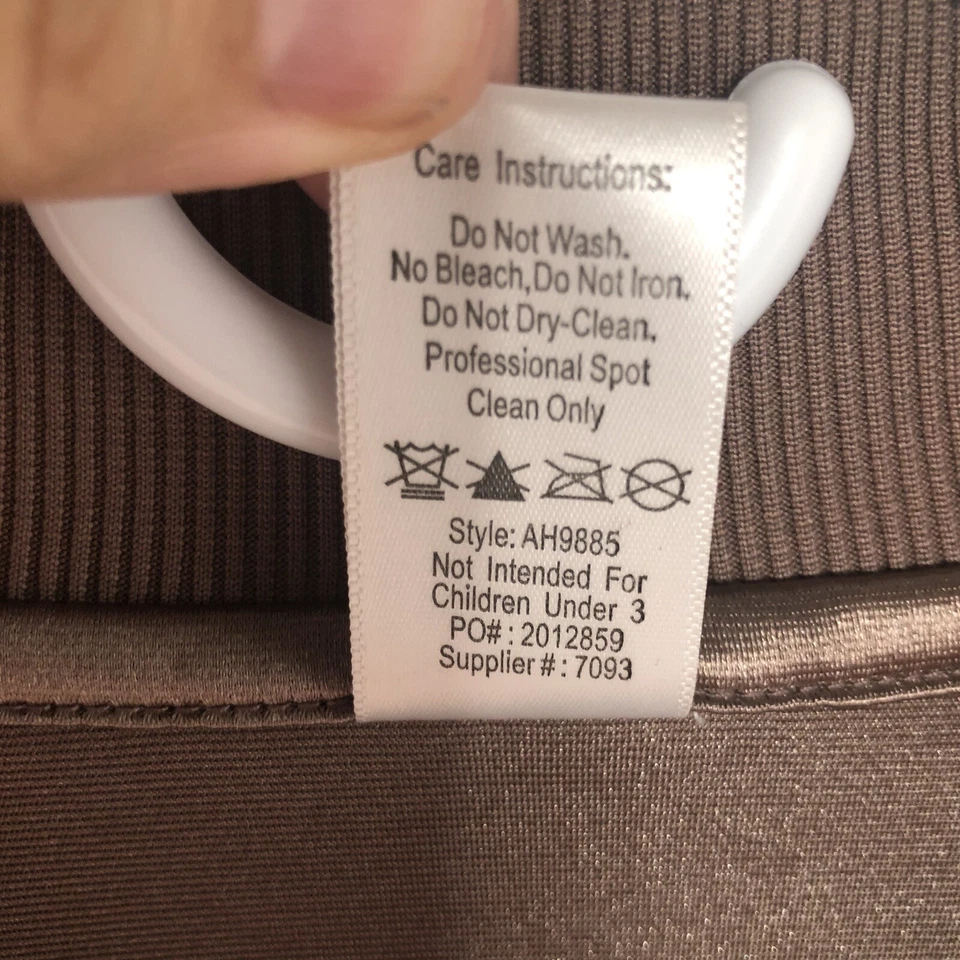 Care Instructions:
Do Not Wash.
No Bleach,Do Not Iron.
Do Not Dry-Clean.
Professional Spot
Clean Only
Style: AH9885
Not Intended For
Children Under 3
PO# : 2012859
Supplier # : 7093